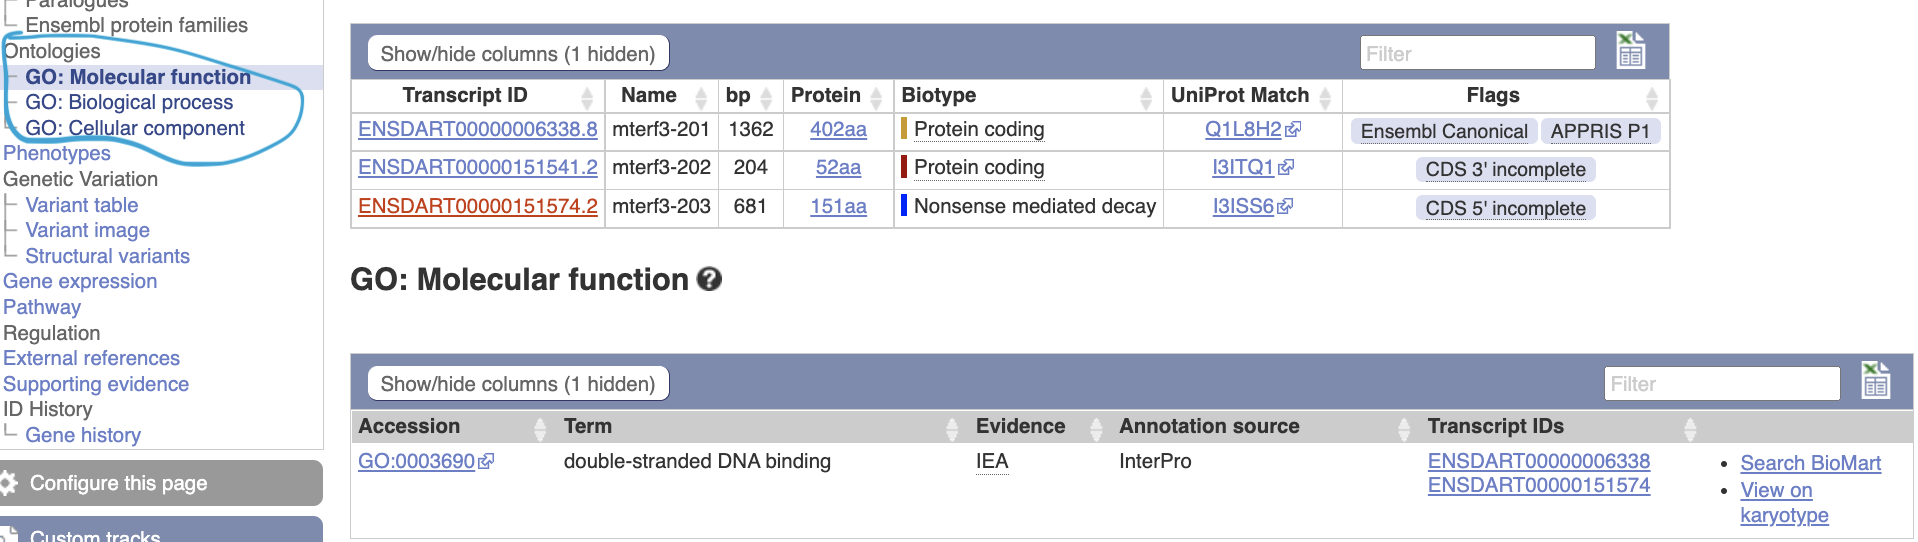 Paralogues
Ensembl protein families
Ontologies
GO: Molecular function
GO: Biological process
GO: Cellular component
Phenotypes
Genetic Variation
Variant table
Variant image
Structural variants
Gene expression
Pathway
Regulation
External references
Supporting evidence
ID History
Gene history
Configure this page
Custom tracks
Show/hide columns (1 hidden) Filter
Transcript ID Name bp Protein Biotype UniProt Match Flags
ENSDART00000006338.8 mterf3-201 1362 402aa Protein coding Q1L8H2 Ensembl Canonical APPRIS P1
ENSDART00000151541.2 mterf3-202 204 52aa Protein coding I3ITQ1 CDS 3' incomplete
ENSDART00000151574.2 mterf3-203 681 151aa Nonsense mediated decay I3ISS6 CDS 5' incomplete
GO: Molecular function ?
Show/hide columns (1 hidden) Filter
Accession Term Evidence Annotation source Transcript IDs
GO:0003690 double-stranded DNA binding IEA InterPro ENSDART00000006338 • Search BioMart
ENSDART00000151574 • View on
karyotype